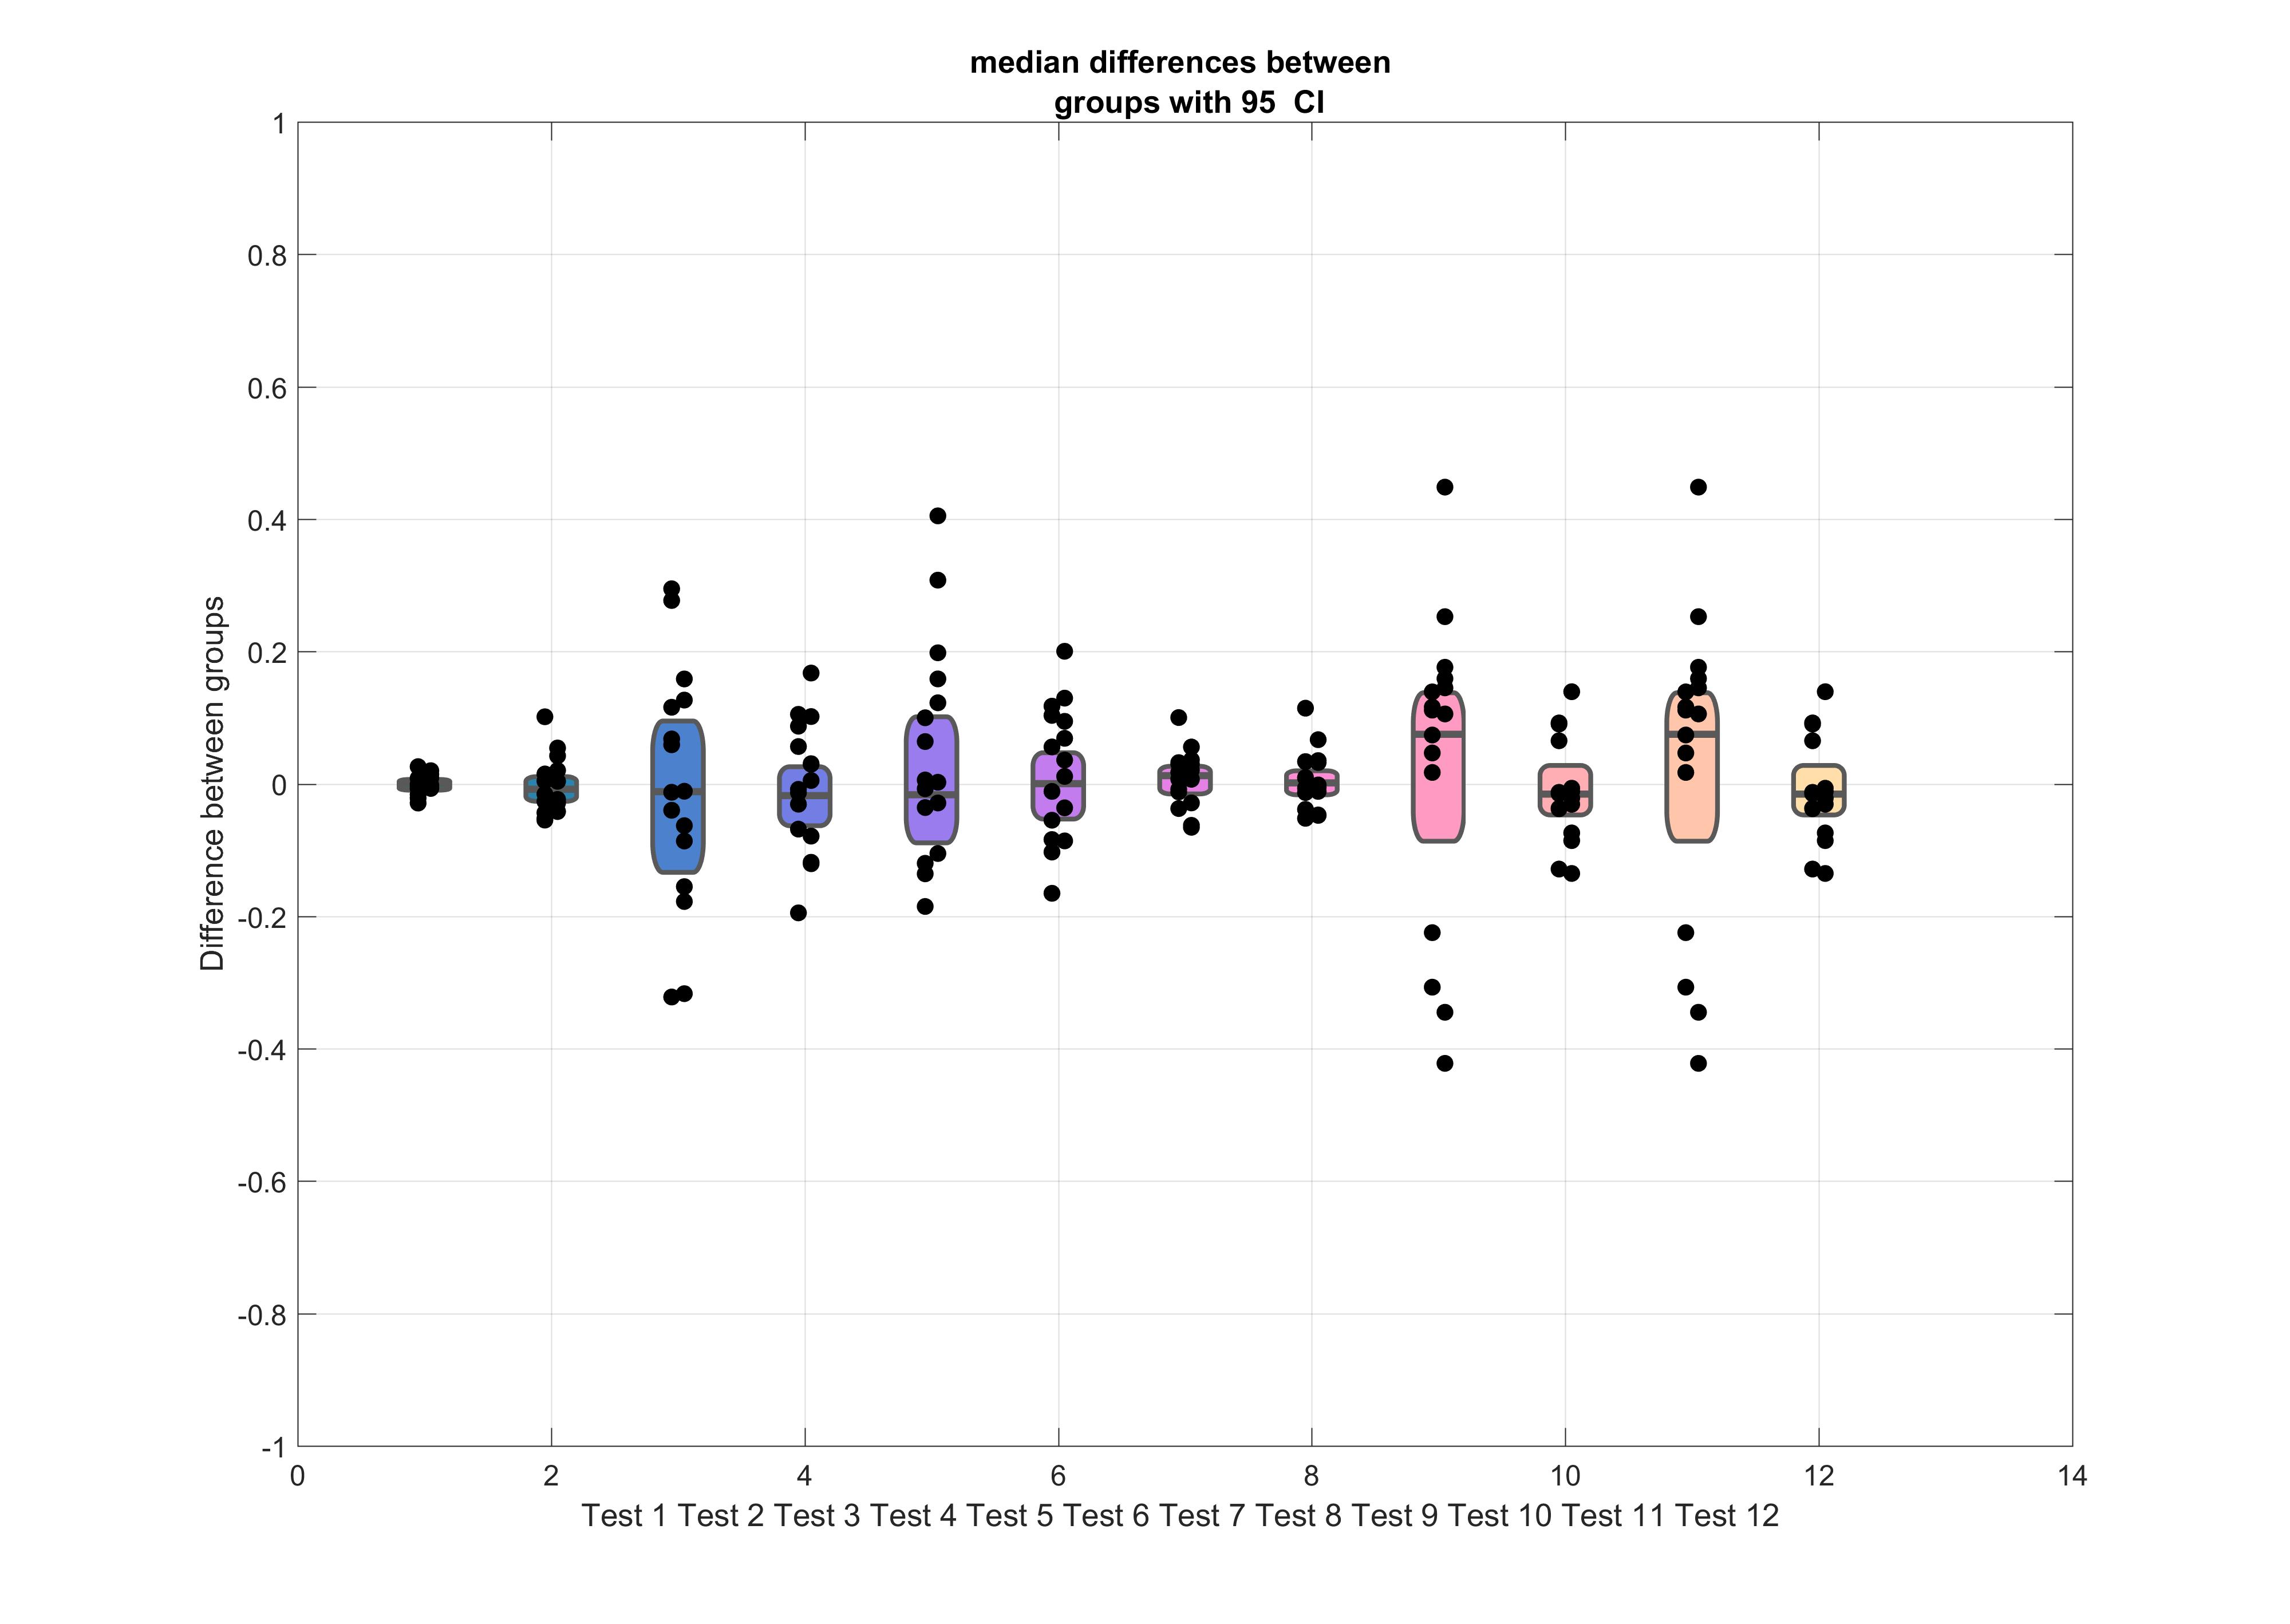 median differences between
groups with 95 CI
1
0.8
0.6
0.4
0.2
0
-0.2
-0.4
-0.6
-0.8
-1
Difference between groups
0 2 4 6 8 10 12 14
Test 1 Test 2 Test 3 Test 4 Test 5 Test 6 Test 7 Test 8 Test 9 Test 10 Test 11 Test 12